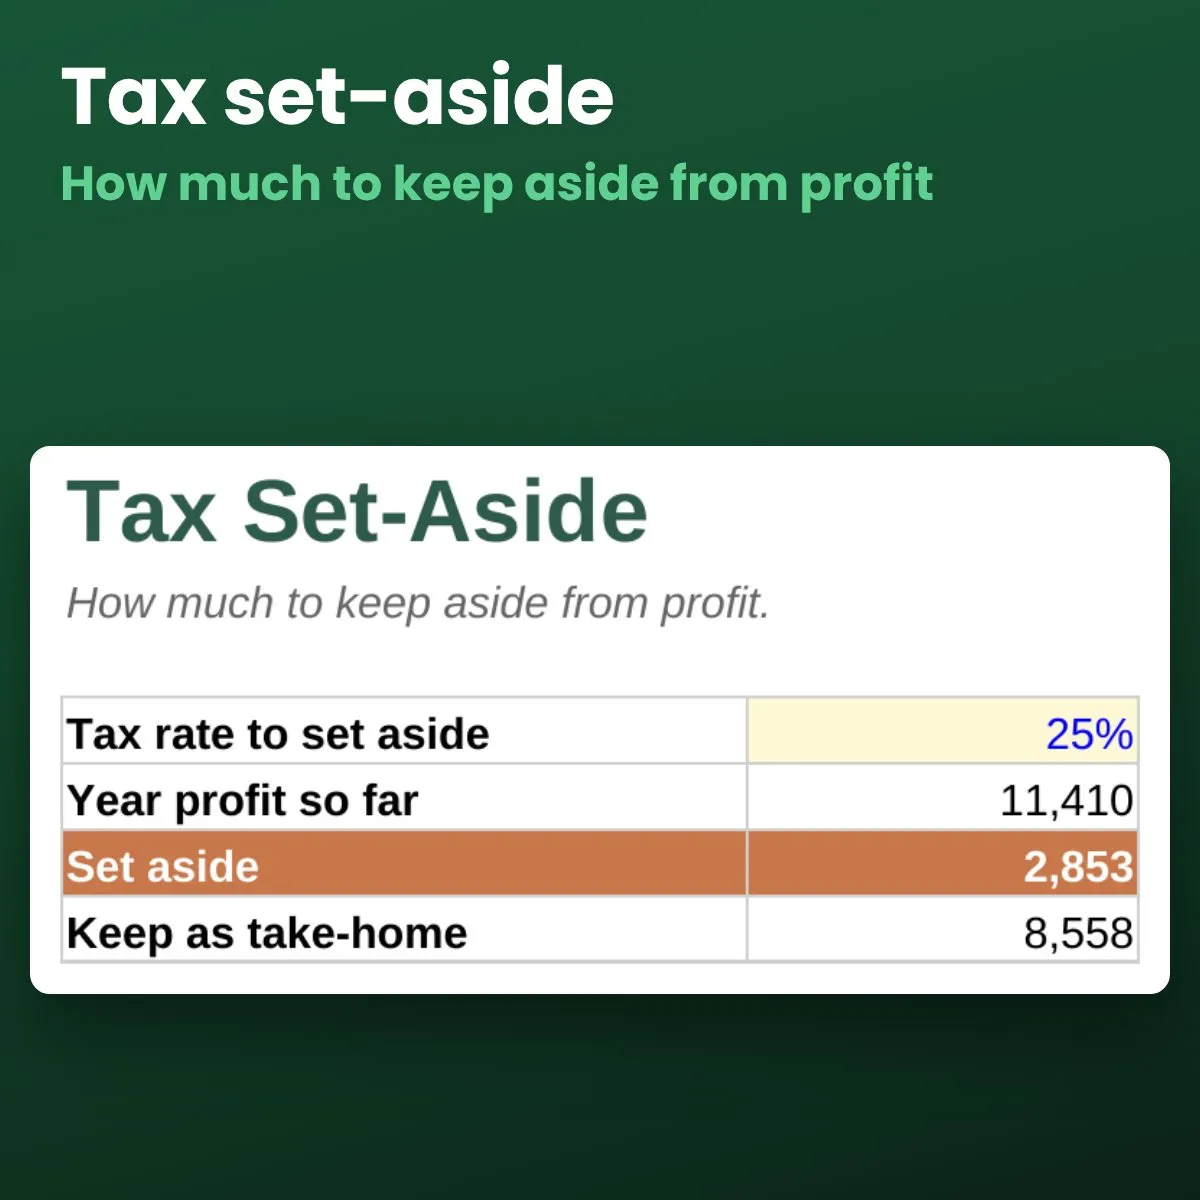 Tax set-aside
How much to keep aside from profit
Tax Set-Aside
How much to keep aside from profit.
Tax rate to set aside 25%
Year profit so far 11,410
Set aside 2,853
Keep as take-home 8,558